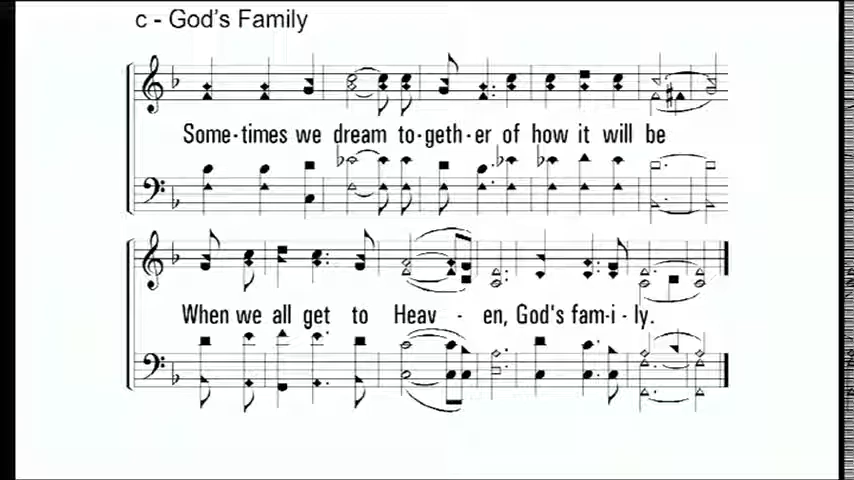 c - God's Family
Some-times we dream to-geth-er of how it will be
When we all get to Heav - en, God's fam-i-ly.